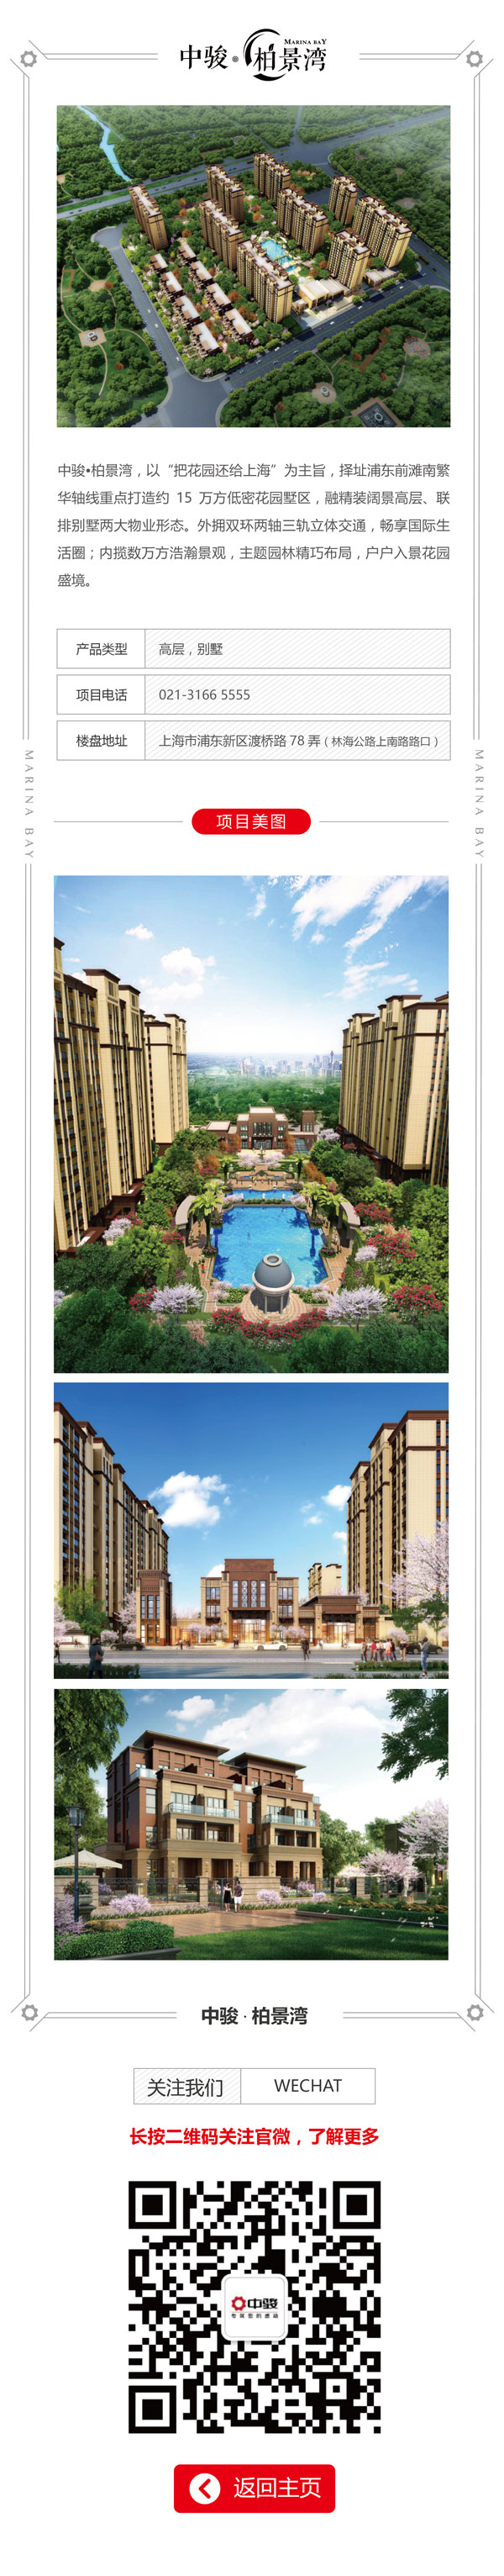 MARINA BAY
中骏®·柏景湾
中骏•柏景湾，以“把花园还给上海”为主旨，择址浦东前滩南繁
华轴线重点打造约 15 万方低密花园墅区，融精装阔景高层、联
排别墅两大物业形态。外拥双环两轴三轨立体交通，畅享国际生
活圈；内揽数万方浩瀚景观，主题园林精巧布局，户户入景花园
盛境。
产品类型 高层，别墅
项目电话 021-3166 5555
楼盘地址 上海市浦东新区渡桥路 78 弄（林海公路上南路路口）
MARINA BAY
MARINA BAY
项目美图
中骏·柏景湾
关注我们 WECHAT
长按二维码关注官微，了解更多
中骏
专筑您的感动
返回主页